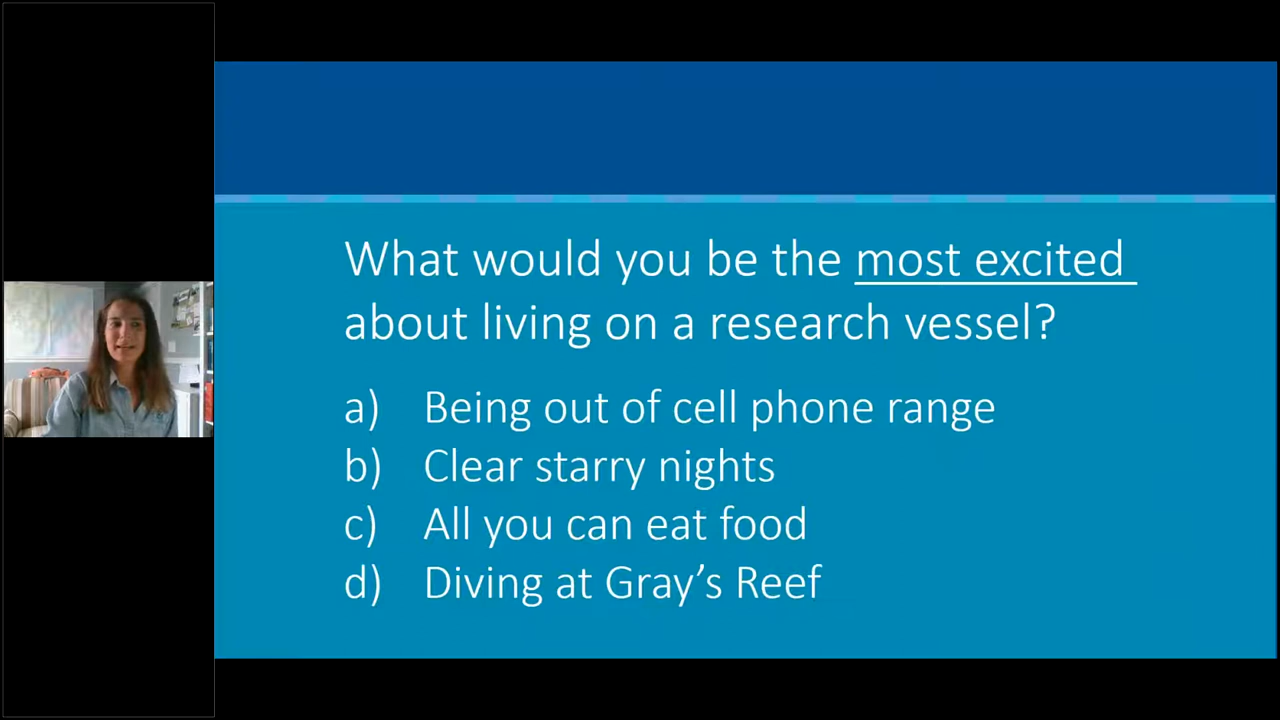 What would you be the most excited
about living on a research vessel?
a) Being out of cell phone range
b) Clear starry nights
c) All you can eat food
d) Diving at Gray’s Reef